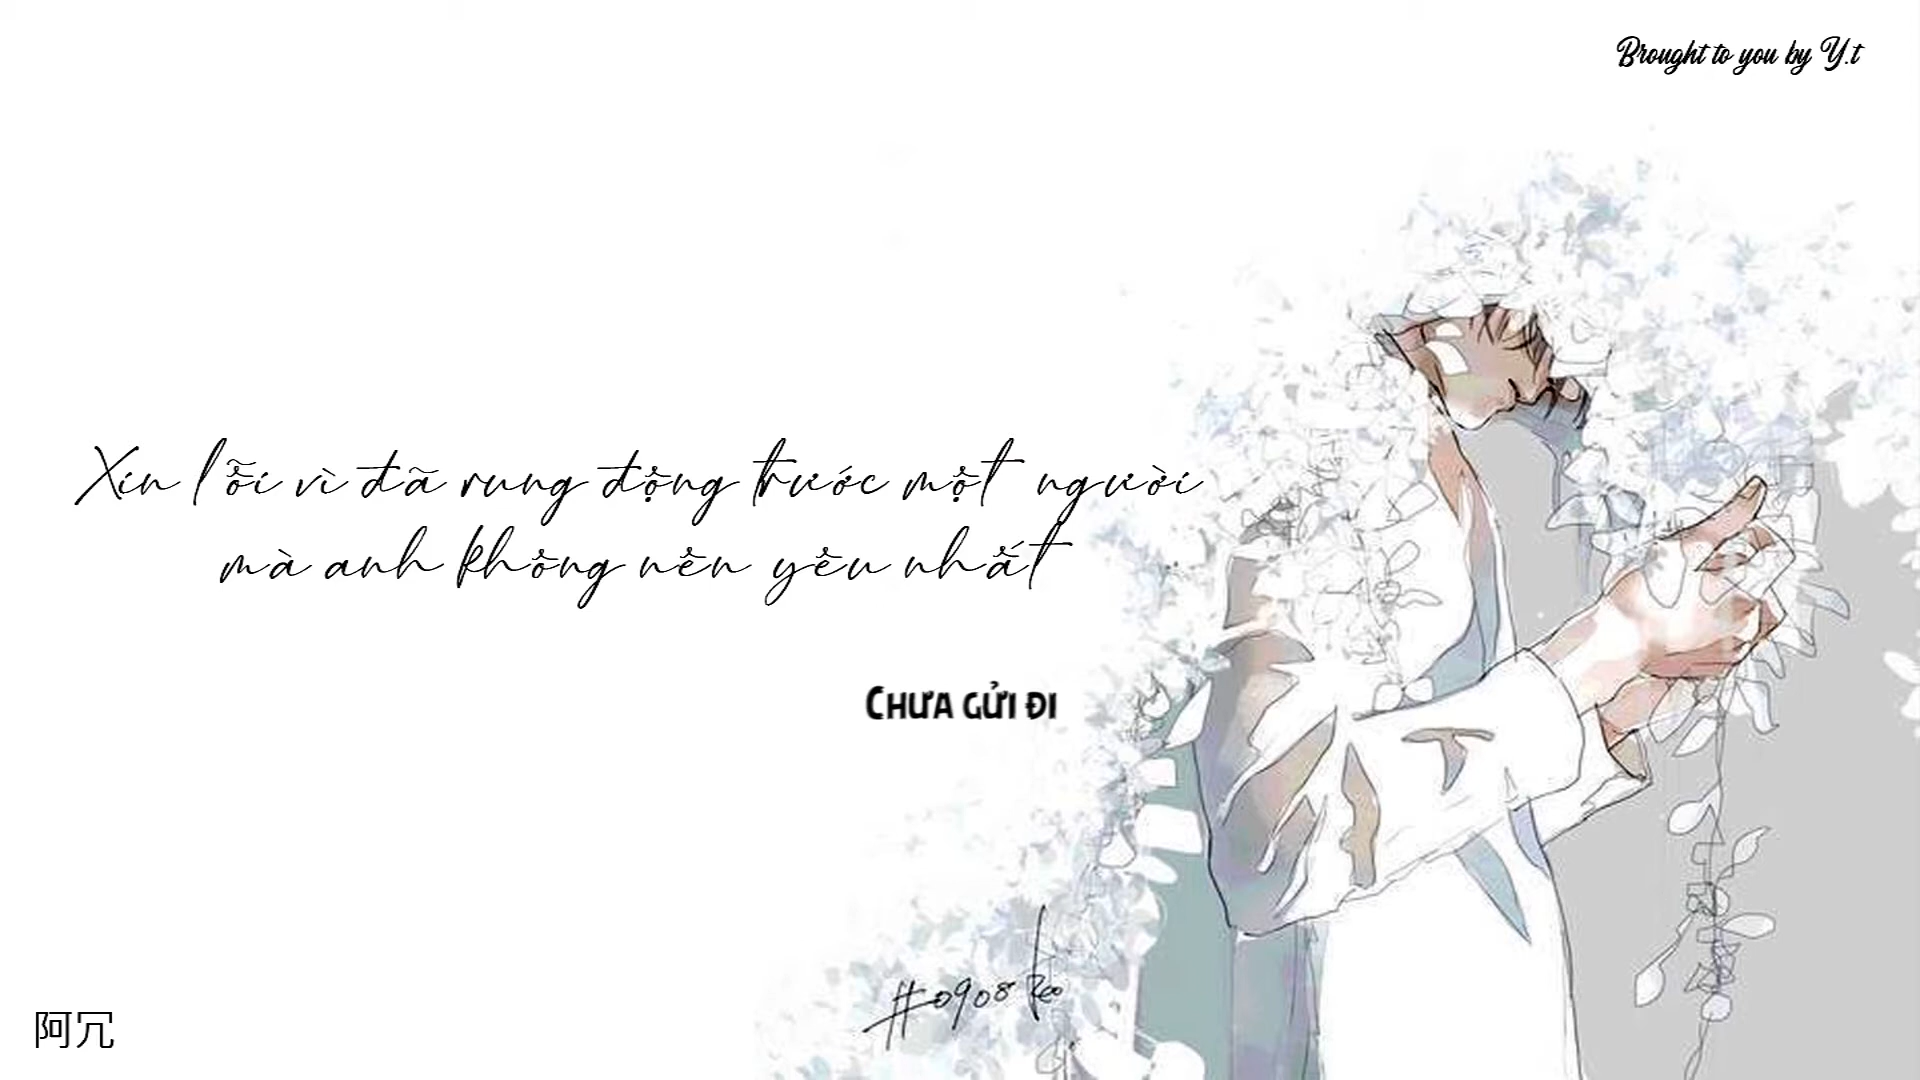 Brought to you by Y.t
Xin lỗi vì đã rung động trước một người
mà anh không nên yêu nhất
Chưa gửi đi
#0908
阿冗